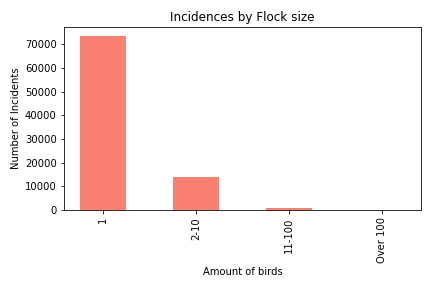 Incidences by Flock size
Number of Incidents
70000
60000
50000
40000
30000
20000
10000
0
1
2-10
11-100
Over 100
Amount of birds